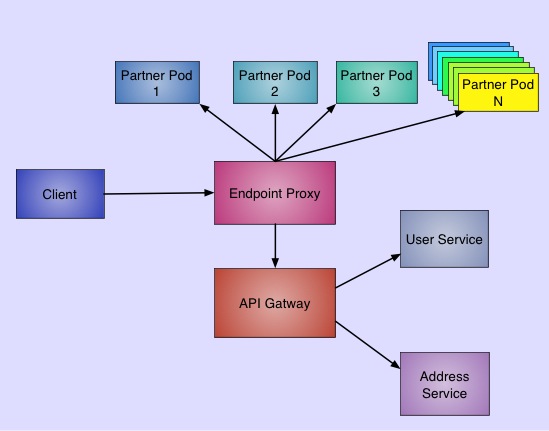 Partner Pod
1
Partner Pod
2
Partner Pod
3
Partner Pod
N
Client
Endpoint Proxy
User Service
API Gatway
Address
Service